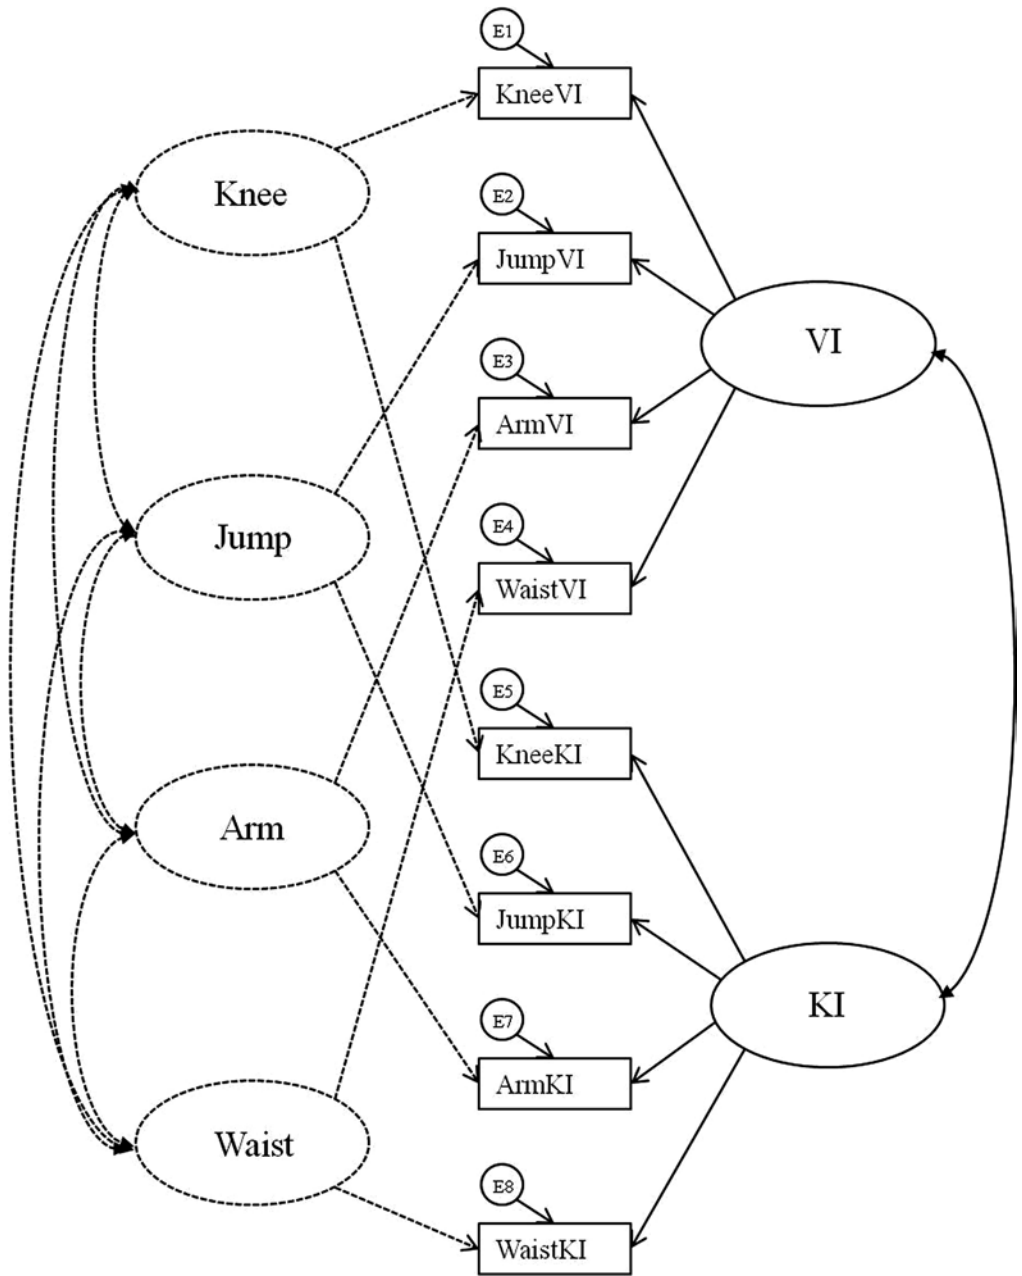 E1
KneeVI
Knee
E2
JumpVI
VI
E3
ArmVI
Jump
E4
WaistVI
E5
KneeKI
Arm
E6
JumpKI
KI
E7
ArmKI
Waist
E8
WaistKI